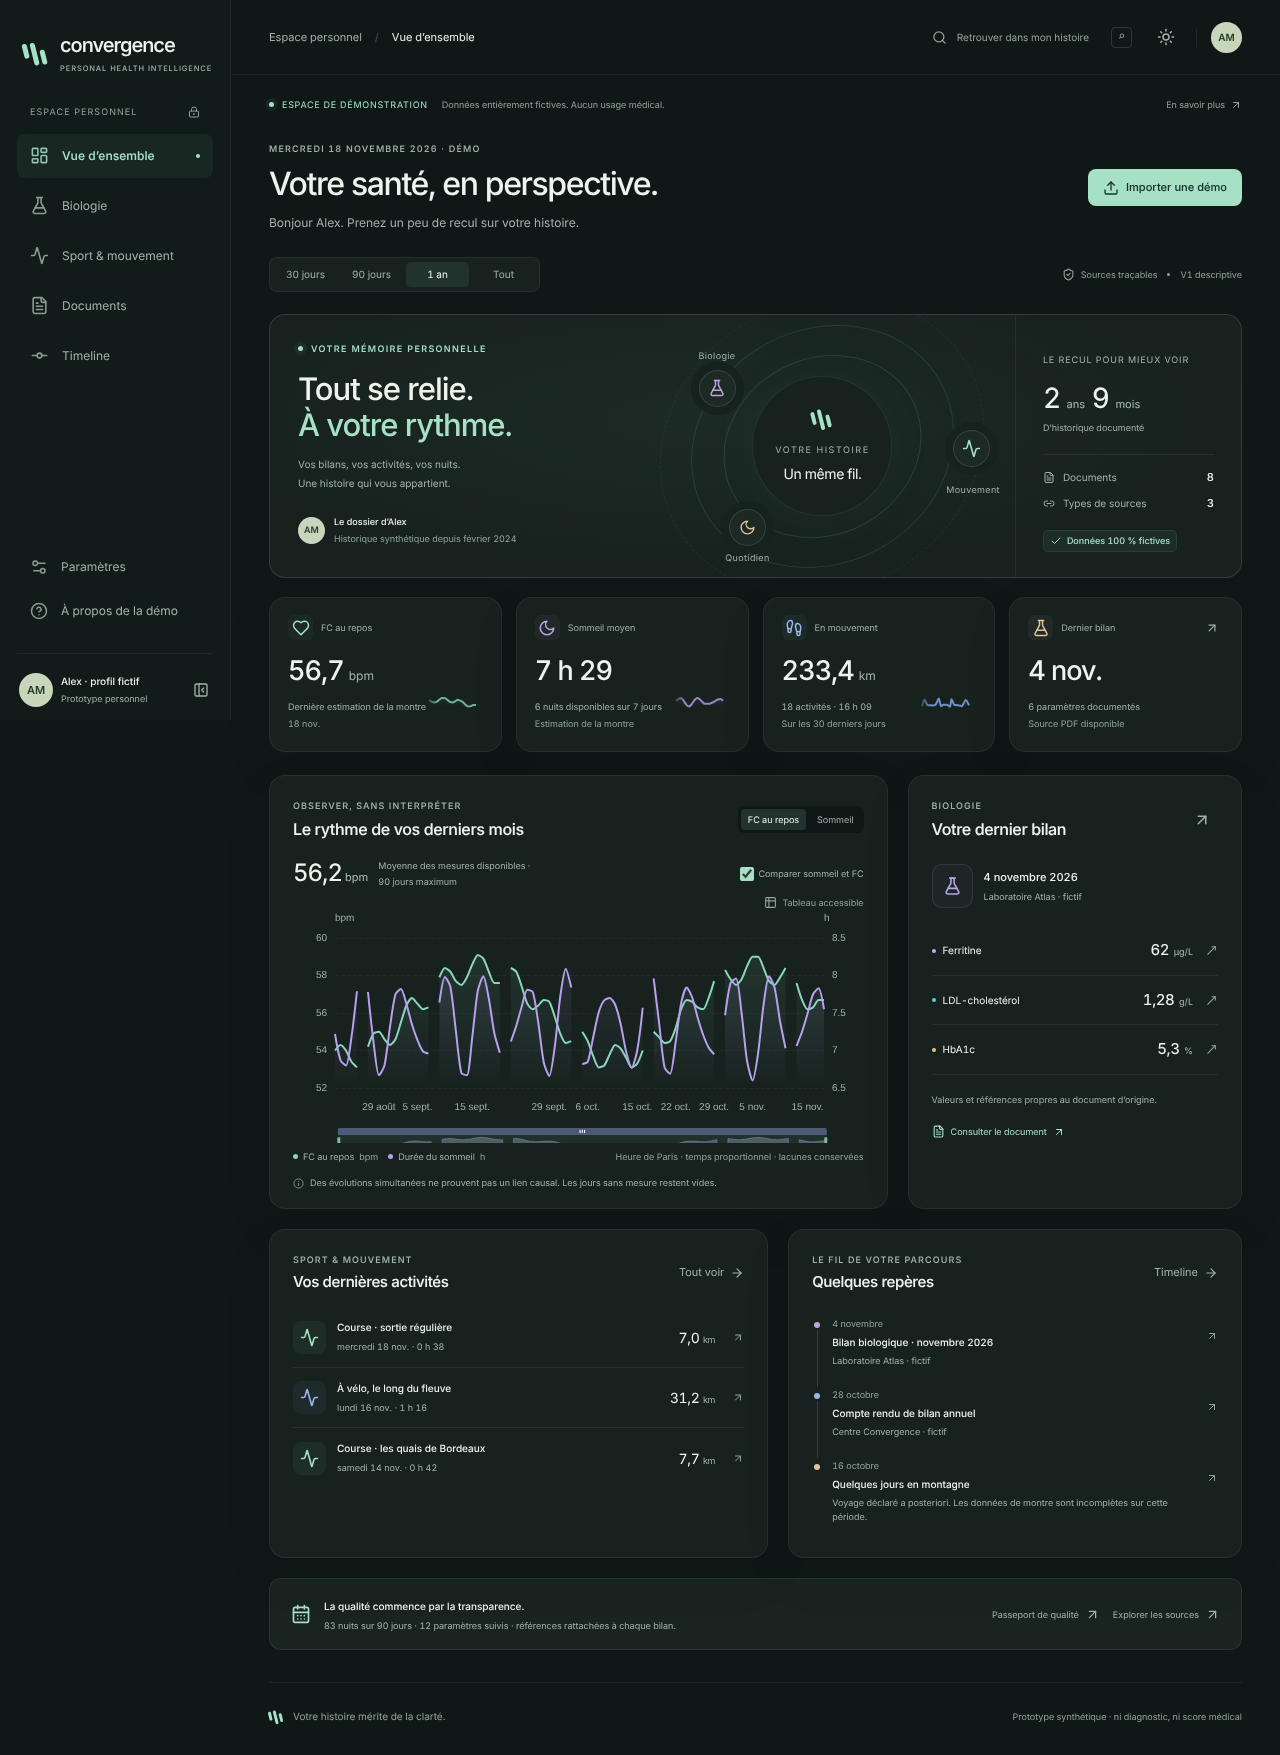 convergence
PERSONAL HEALTH INTELLIGENCE
ESPACE PERSONNEL
Vue d’ensemble
Biologie
Sport & mouvement
Documents
Timeline
Paramètres
À propos de la démo
AM
Alex · profil fictif
Prototype personnel
Espace personnel / Vue d’ensemble
Retrouver dans mon histoire
AM
ESPACE DE DÉMONSTRATION Données entièrement fictives. Aucun usage médical.
En savoir plus
MERCREDI 18 NOVEMBRE 2026 · DÉMO
Votre santé, en perspective.
Bonjour Alex. Prenez un peu de recul sur votre histoire.
Importer une démo
30 jours 90 jours 1 an Tout
Sources traçables • V1 descriptive
VOTRE MÉMOIRE PERSONNELLE
Tout se relie.
À votre rythme.
Vos bilans, vos activités, vos nuits.
Une histoire qui vous appartient.
AM
Le dossier d’Alex
Historique synthétique depuis février 2024
Biologie
VOTRE HISTOIRE
Un même fil.
Mouvement
Quotidien
LE RECUL POUR MIEUX VOIR
2 ans 9 mois
D’historique documenté
Documents 8
Types de sources 3
Données 100 % fictives
FC au repos
56,7 bpm
Dernière estimation de la montre
18 nov.
Sommeil moyen
7 h 29
6 nuits disponibles sur 7 jours
Estimation de la montre
En mouvement
233,4 km
18 activités · 16 h 09
Sur les 30 derniers jours
Dernier bilan
4 nov.
6 paramètres documentés
Source PDF disponible
OBSERVER, SANS INTERPRÉTER
Le rythme de vos derniers mois
FC au repos Sommeil
56,2 bpm
Moyenne des mesures disponibles ·
90 jours maximum
Comparer sommeil et FC
Tableau accessible
bpm h
60 8.5
58 8
56 7.5
54 7
52 6.5
29 août 5 sept. 15 sept. 29 sept. 6 oct. 15 oct. 22 oct. 29 oct. 5 nov. 15 nov.
FC au repos bpm Durée du sommeil h
Heure de Paris · temps proportionnel · lacunes conservées
Des évolutions simultanées ne prouvent pas un lien causal. Les jours sans mesure restent vides.
BIOLOGIE
Votre dernier bilan
4 novembre 2026
Laboratoire Atlas · fictif
Ferritine 62 µg/L
LDL-cholestérol 1,28 g/L
HbA1c 5,3 %
Valeurs et références propres au document d’origine.
Consulter le document
SPORT & MOUVEMENT
Vos dernières activités
Tout voir
Course · sortie régulière
mercredi 18 nov. · 0 h 38
7,0 km
À vélo, le long du fleuve
lundi 16 nov. · 1 h 16
31,2 km
Course · les quais de Bordeaux
samedi 14 nov. · 0 h 42
7,7 km
LE FIL DE VOTRE PARCOURS
Quelques repères
Timeline
4 novembre
Bilan biologique · novembre 2026
Laboratoire Atlas · fictif
28 octobre
Compte rendu de bilan annuel
Centre Convergence · fictif
16 octobre
Quelques jours en montagne
Voyage déclaré a posteriori. Les données de montre sont incomplètes sur cette
période.
La qualité commence par la transparence.
83 nuits sur 90 jours · 12 paramètres suivis · références rattachées à chaque bilan.
Passeport de qualité Explorer les sources
Votre histoire mérite de la clarté.
Prototype synthétique · ni diagnostic, ni score médical